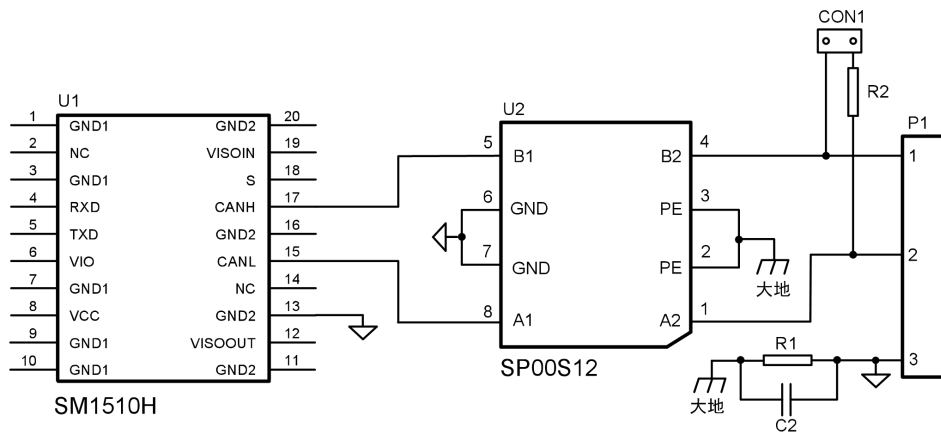 CON1
R2
U1
U2
P1
1 GND1 GND2 20
2 NC VISOIN 19
3 GND1 S 18
4 RXD CANH 17
5 TXD GND2 16
6 VIO CANL 15
7 GND1 NC 14
8 VCC GND2 13
9 GND1 VISOOUT 12
10 GND1 GND2 11
SM1510H
5 B1 B2 4
6 GND PE 3
7 GND PE 2
8 A1 A2 1
SP00S12
大地
1
2
3
R1
大地
C2